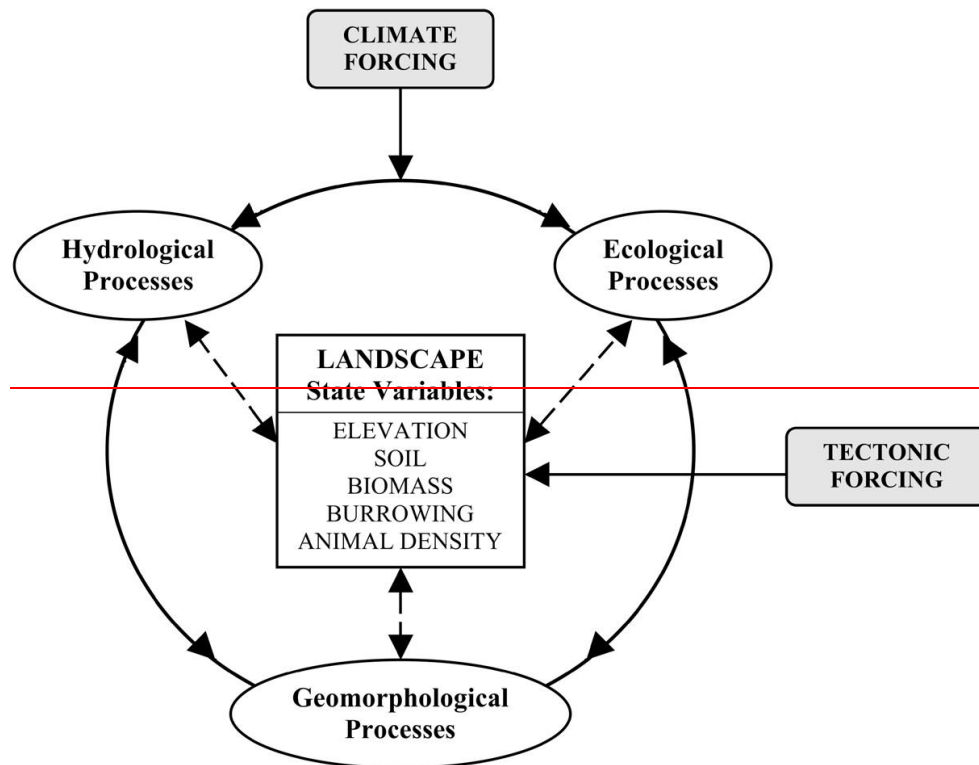 CLIMATE
FORCING
Hydrological
Processes
Ecological
Processes
LANDSCAPE
State Variables:
ELEVATION
SOIL
BIOMASS
BURROWING
ANIMAL DENSITY
TECTONIC
FORCING
Geomorphological
Processes